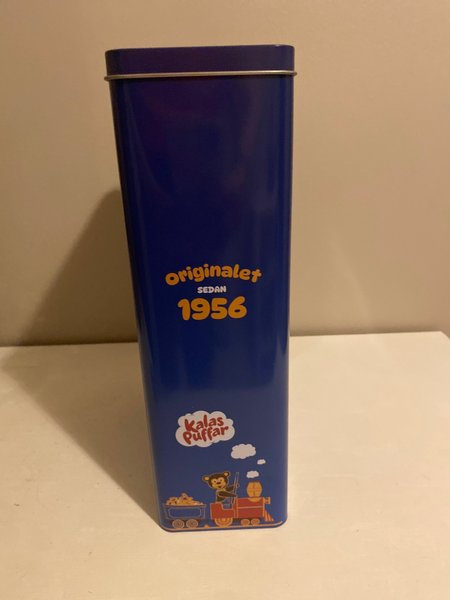 Originalet
SEDAN
1956
Kalas
Puffar